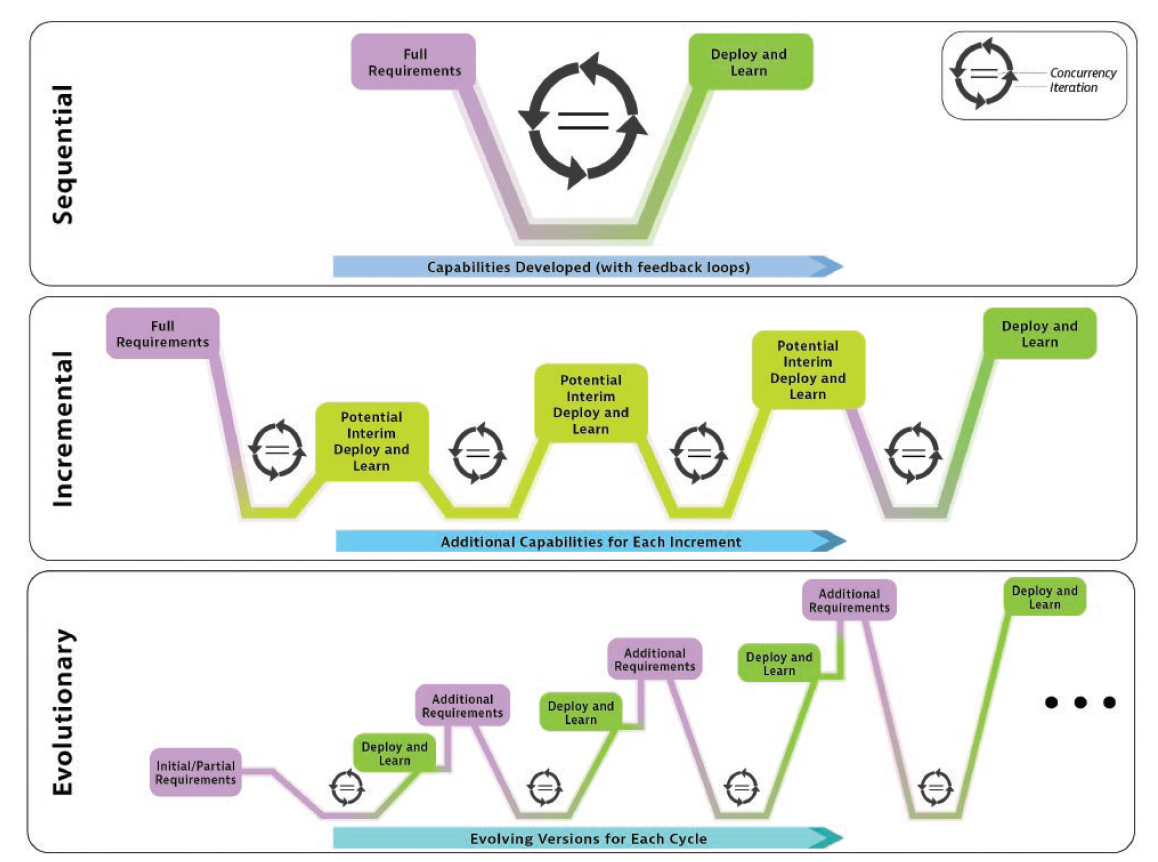 Sequential
Full
Requirements
Deploy and
Learn
Concurrency
Iteration
Capabilities Developed (with feedback loops)
Incremental
Full
Requirements
Potential
Interim
Deploy and
Learn
Potential
Interim
Deploy and
Learn
Potential
Interim
Deploy and
Learn
Deploy and
Learn
Additional Capabilities for Each Increment
Evolutionary
Initial/Partial
Requirements
Deploy and
Learn
Additional
Requirements
Deploy and
Learn
Additional
Requirements
Deploy and
Learn
Additional
Requirements
Deploy and
Learn
Evolving Versions for Each Cycle